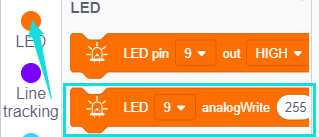 LED
LED
LED pin 9 out HIGH
LED 9 analogWrite 255
Line
tracking